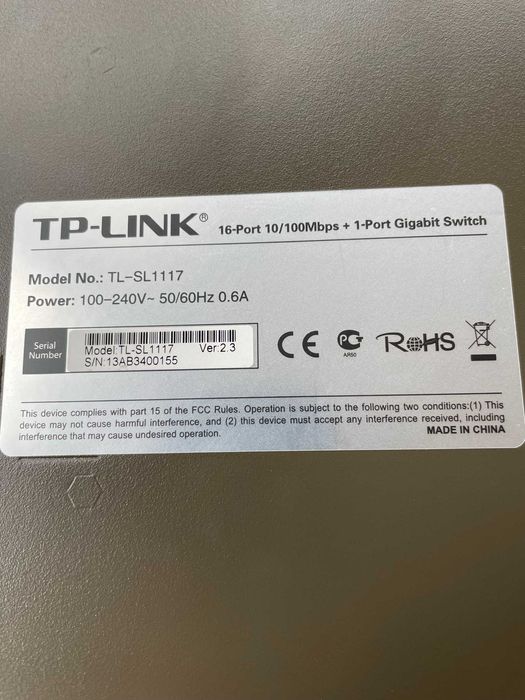 TP-LINK® 16-Port 10/100Mbps + 1-Port Gigabit Switch
Model No.: TL-SL1117
Power: 100-240V~ 50/60Hz 0.6A
Serial
Number
Model:TL-SL1117 Ver:2.3
S/N:13AB3400155
CE
PG
AR50
RoHS
This device complies with part 15 of the FCC Rules. Operation is subject to the following two conditions:(1) This
device may not cause harmful interference, and (2) this device must accept any interference received, including
interference that may cause undesired operation.
MADE IN CHINA